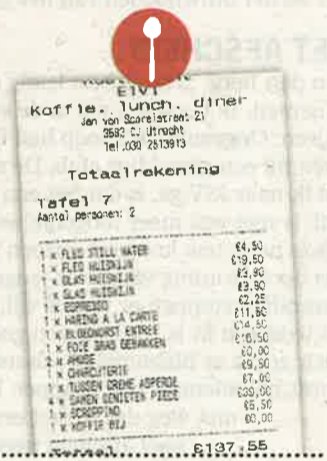 ELVI
Koffie. lunch. diner
Jan van Scorelstraat 21
3583 CJ Utrecht
Tel.030 2513913
Totaalrekening
Tafel 7
Aantal personen: 2
1 x FLES STILL WATER €4,50
1 x FLES HUISWIJN €19,50
1 x GLAS HUISWIJN €3,90
1 x GLAS HUISWIJN €3,90
1 x ESPRESSO €2,25
1 x HARING A LA CARTE €11,50
1 x BLOEDWORST ENTREE €14,50
1 x FOIE GRAS GEBAKKEN €16,50
2 x AMUSE €0,00
1 x CHARCUTERIE €9,50
1 x TUSSEN CREME ASPERGE €7,00
4 x SAMEN GENIETEN PIECE €39,00
1 x SCROPPINO €5,50
1 x KOFFIE BIJ €0,00
Totaal €137.55